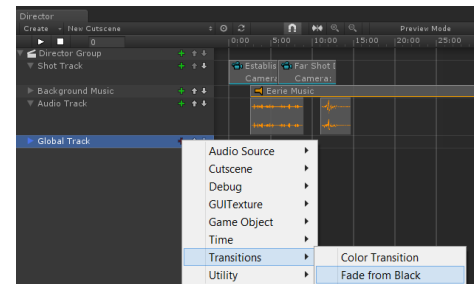 Director
Create New Cutscene Preview Mode
0 0:00 5:00 10:00 15:00 20:00 25:00
Director Group
Shot Track Establis Far Shot
Camera Camera:
Background Music Eerie Music
Audio Track
Global Track
Audio Source
Cutscene
Debug
GUITexture
Game Object
Time
Transitions Color Transition
Utility Fade from Black